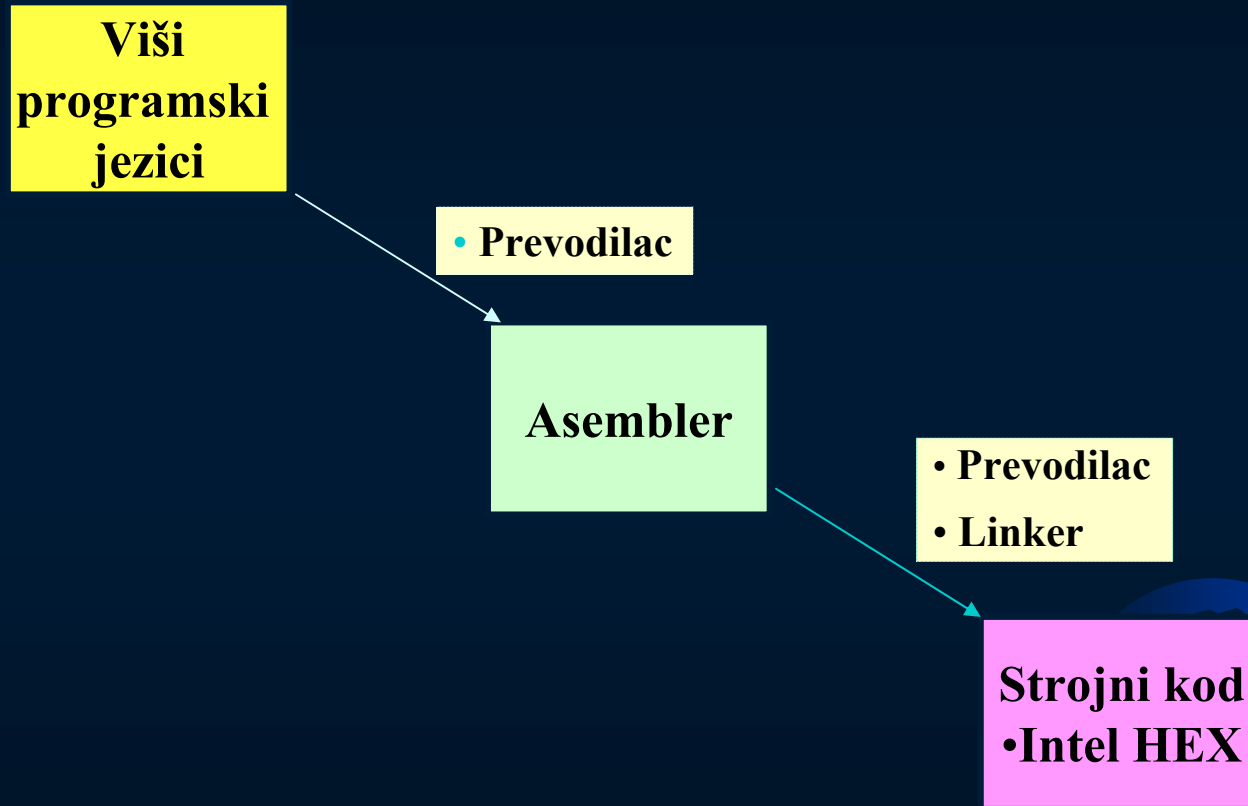 Viši
programski
jezici
• Prevodilac
Asembler
• Prevodilac
• Linker
Strojni kod
•Intel HEX